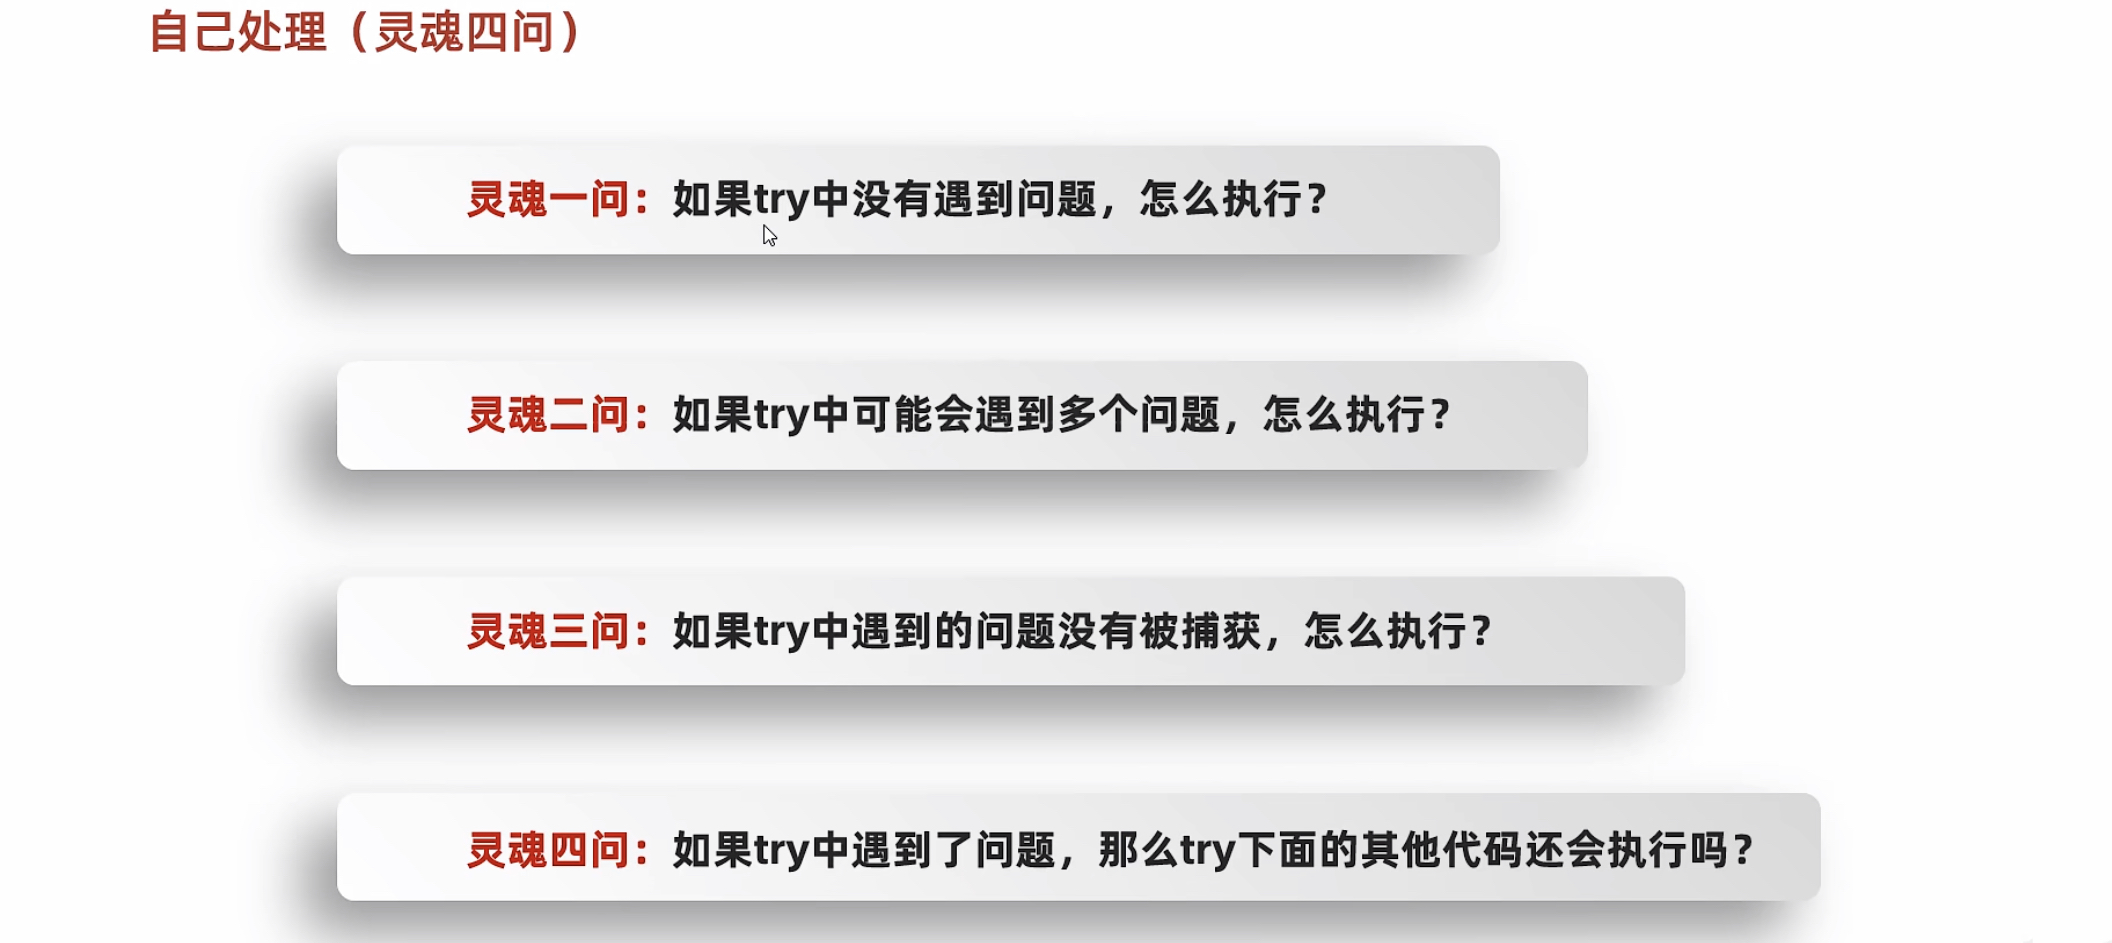 自己处理（灵魂四问）
灵魂一问：如果try中没有遇到问题，怎么执行？
灵魂二问：如果try中可能会遇到多个问题，怎么执行？
灵魂三问：如果try中遇到的问题没有被捕获，怎么执行？
灵魂四问：如果try中遇到了问题，那么try下面的其他代码还会执行吗？